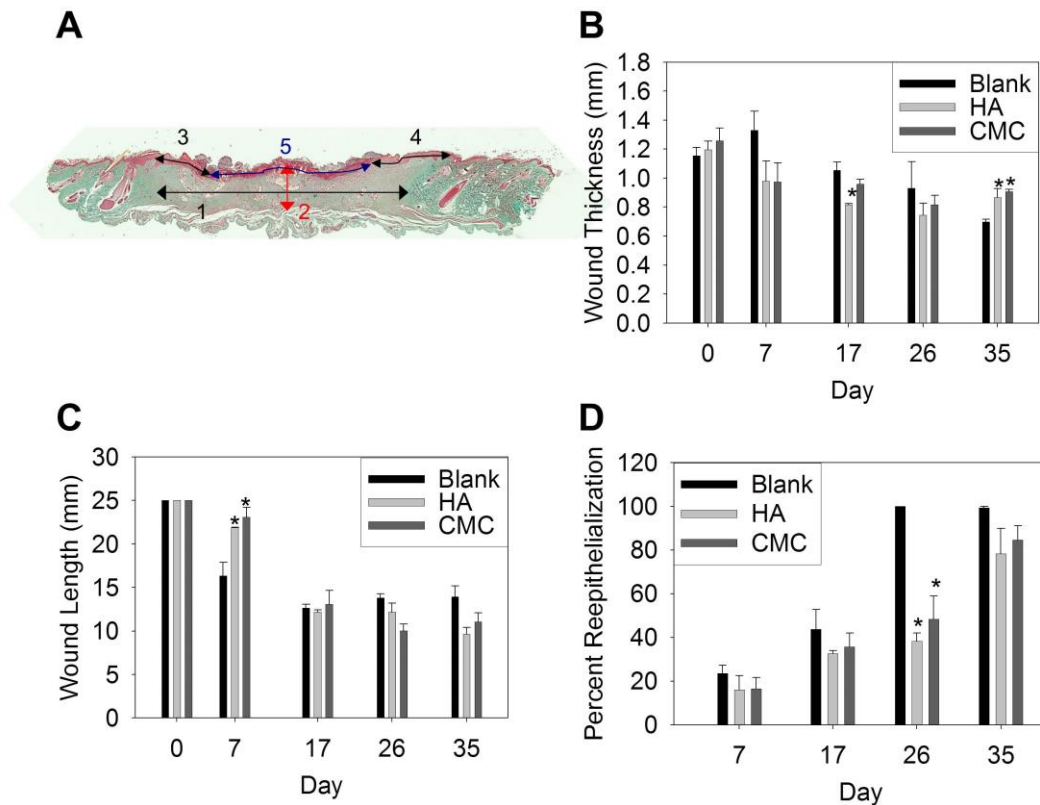 A
3
5
4
1
2
B
Wound Thickness (mm)
1.8
1.6
1.4
1.2
1.0
0.8
0.6
0.4
0.2
0.0
Blank
HA
CMC
*
* *
0 7 17 26 35
Day
C
Wound Length (mm)
30
25
20
15
10
5
0
Blank
HA
CMC
* *
0 7 17 26 35
Day
D
Percent Reepithelialization
120
100
80
60
40
20
0
Blank
HA
CMC
* *
7 17 26 35
Day